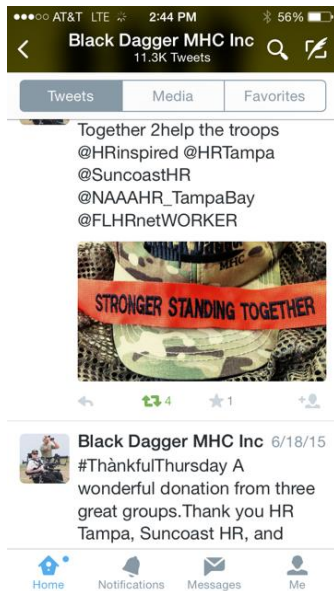 AT&T LTE 2:44 PM 56%
Black Dagger MHC Inc
11.3K Tweets
Tweets Media Favorites
Together 2help the troops
@HRinspired @HRTampa
@SuncoastHR
@NAAAHR_TampaBay
@FLHRnetWORKER
MHC
STRONGER STANDING TOGETHER
4 1
Black Dagger MHC Inc 6/18/15
#ThànkfulThursday A
wonderful donation from three
great groups.Thank you HR
Tampa, Suncoast HR, and
Home Notifications Messages Me